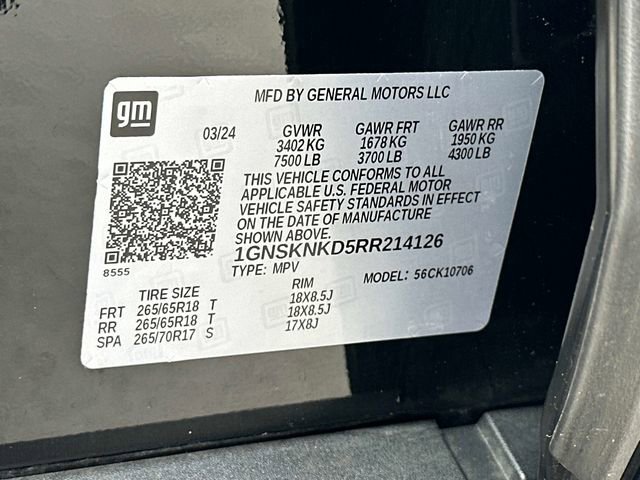 gm
MFD BY GENERAL MOTORS LLC
03/24 GVWR GAWR FRT GAWR RR
3402 KG 1678 KG 1950 KG
7500 LB 3700 LB 4300 LB
THIS VEHICLE CONFORMS TO ALL
APPLICABLE U.S. FEDERAL MOTOR
VEHICLE SAFETY STANDARDS IN EFFECT
ON THE DATE OF MANUFACTURE
SHOWN ABOVE.
1GNSKNKD5RR214126
8555
TYPE: MPV MODEL: 56CK10706
TIRE SIZE RIM
FRT 265/65R18 T 18X8.5J
RR 265/65R18 T 18X8.5J
SPA 265/70R17 S 17X8J